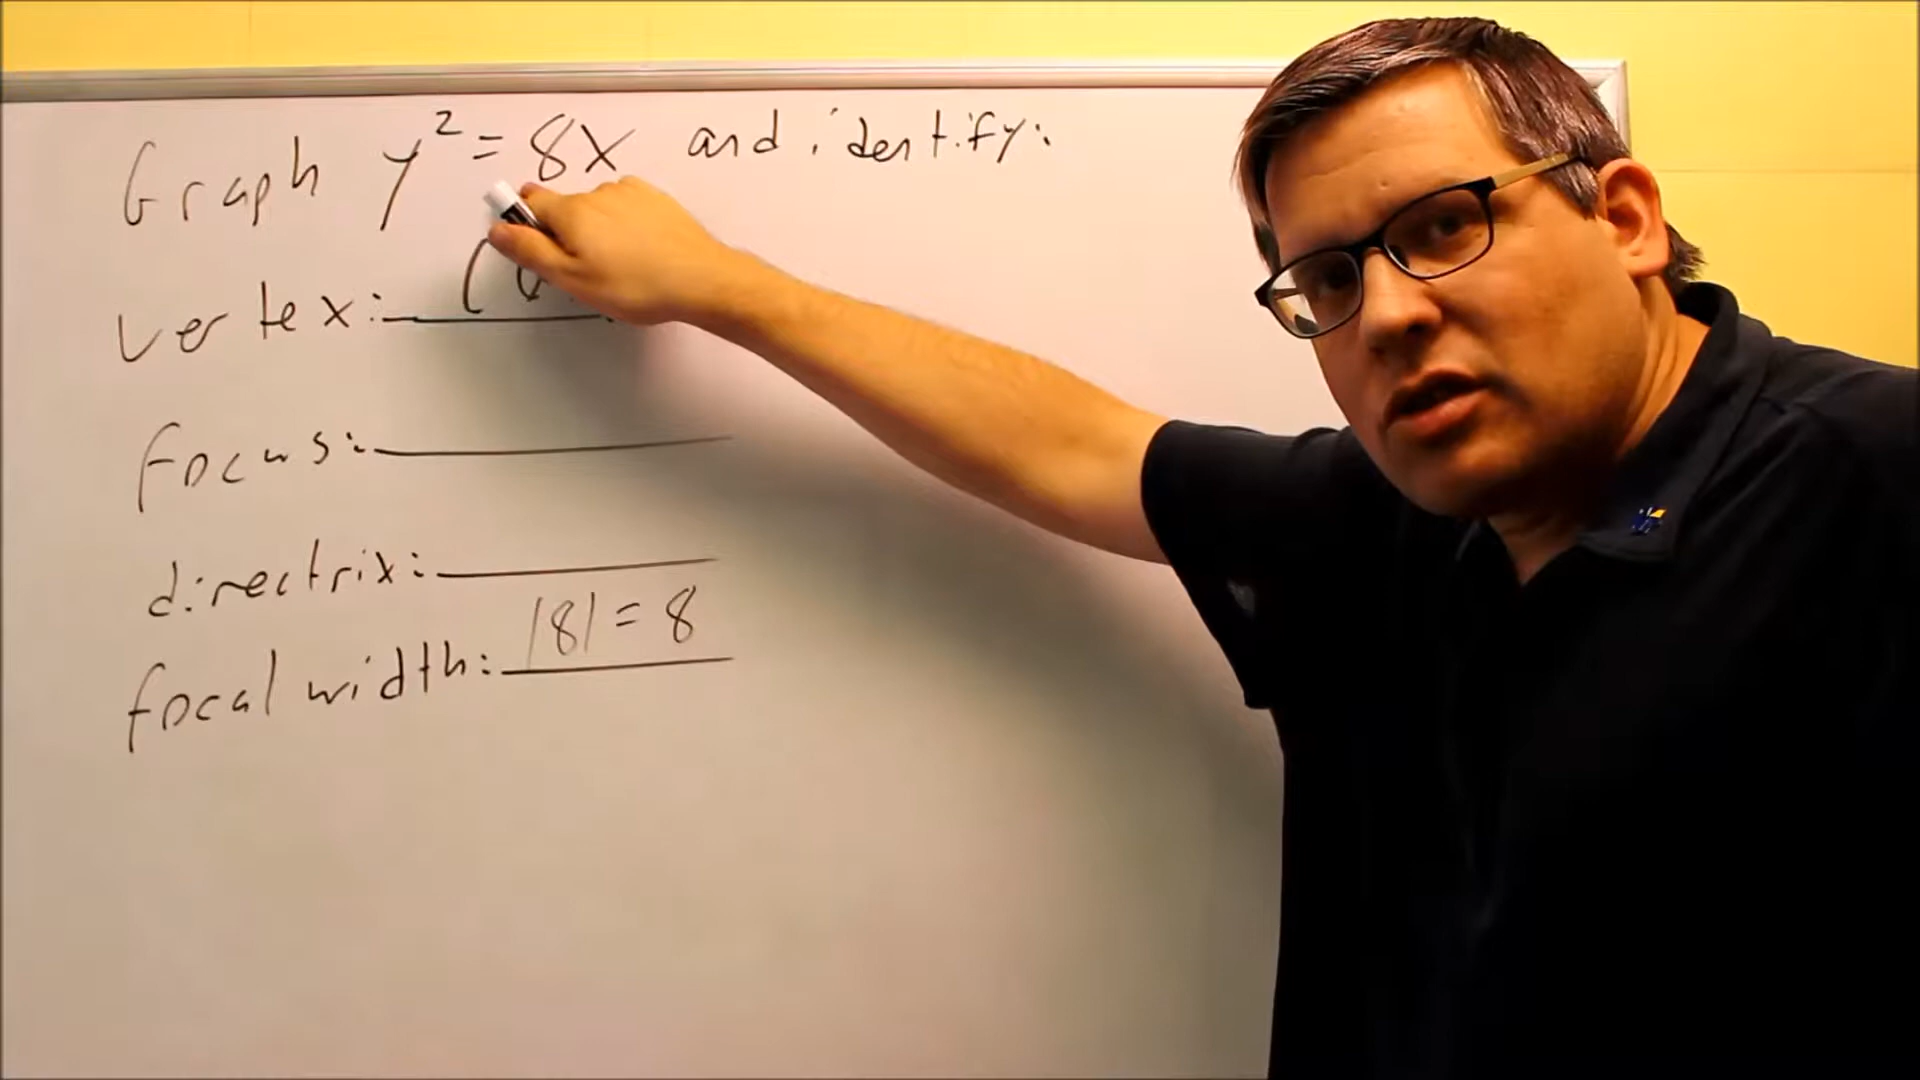 Graph y² = 8x and identify:
vertex: (
focus:
directrix:
focal width: |8| = 8